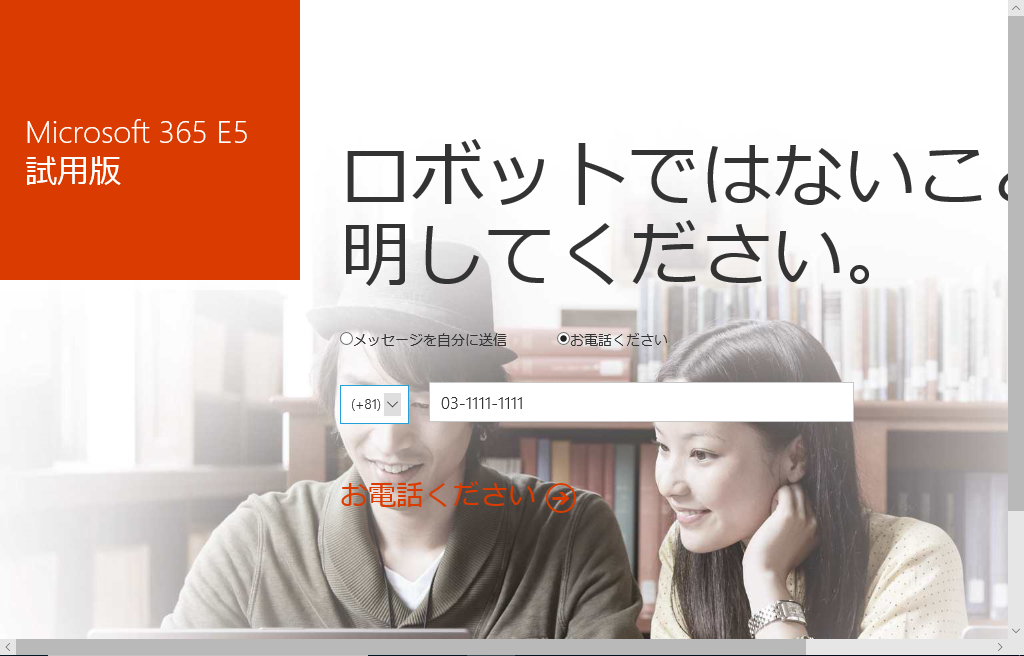 Microsoft 365 E5
試用版
ロボットではないこ
明してください。
メッセージを自分に送信
お電話ください
(+81)
03-1111-1111
お電話ください